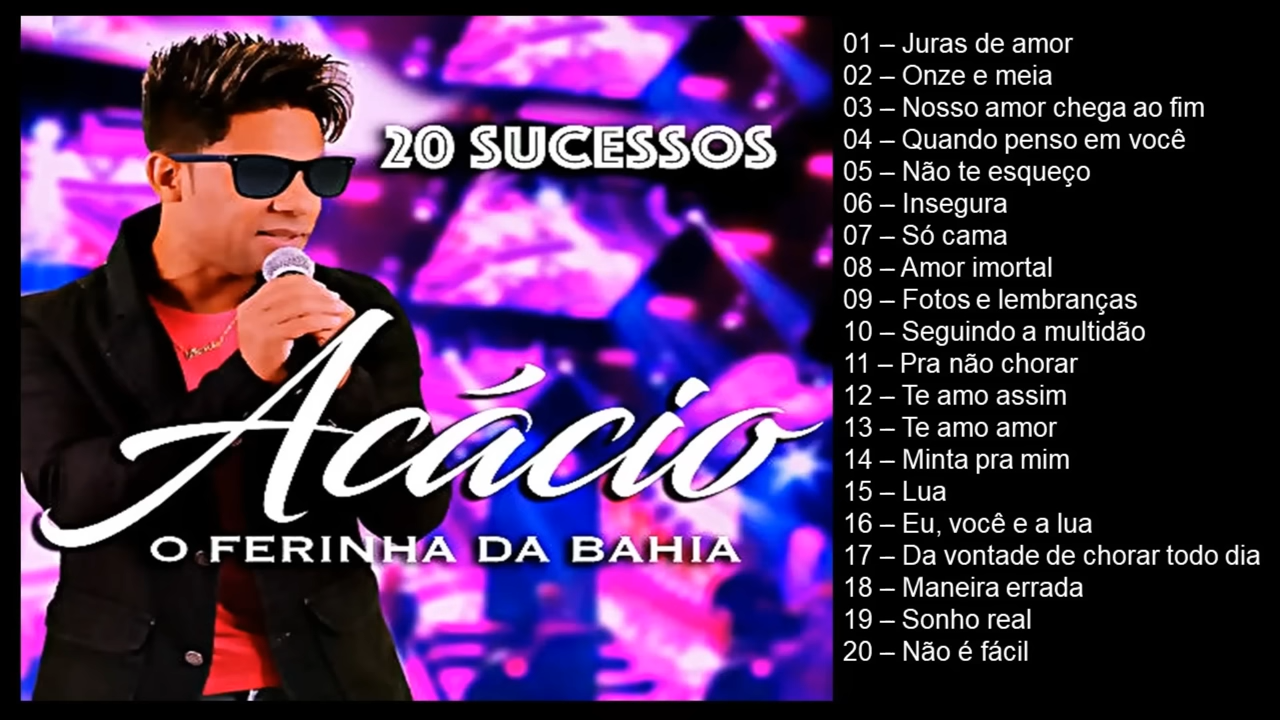 20 SUCESSOS
Acácio
O FERINHA DA BAHIA
01 – Juras de amor
02 – Onze e meia
03 – Nosso amor chega ao fim
04 – Quando penso em você
05 – Não te esqueço
06 – Insegura
07 – Só cama
08 – Amor imortal
09 – Fotos e lembranças
10 – Seguindo a multidão
11 – Pra não chorar
12 – Te amo assim
13 – Te amo amor
14 – Minta pra mim
15 – Lua
16 – Eu, você e a lua
17 – Da vontade de chorar todo dia
18 – Maneira errada
19 – Sonho real
20 – Não é fácil